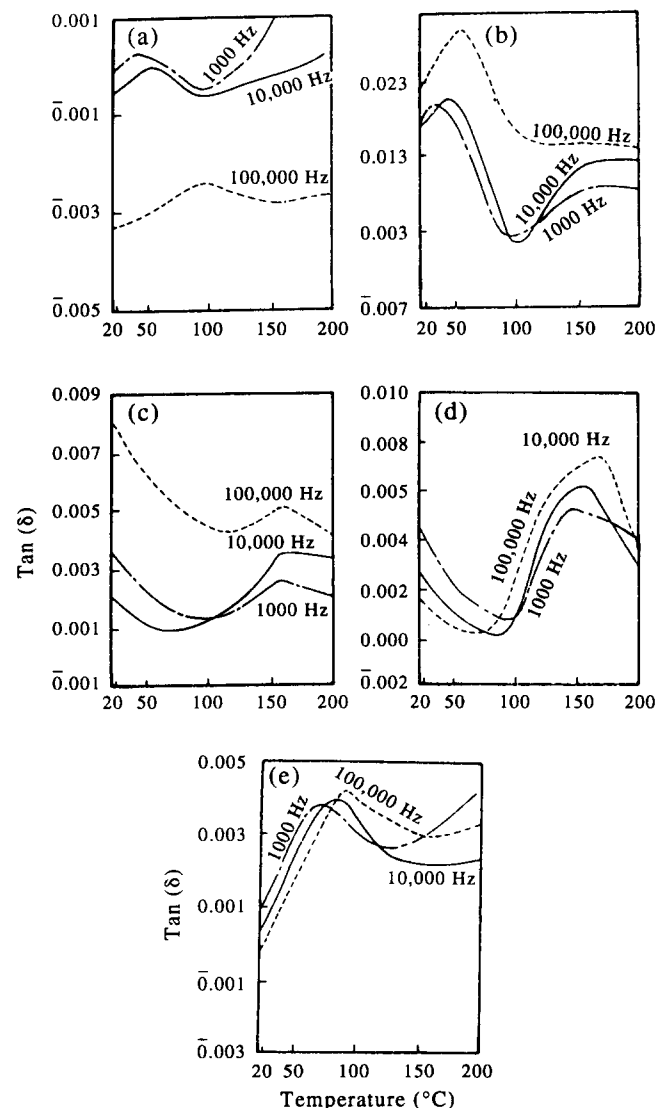 (a)
0.001
0̅.001
0̅.003
0̅.005
1000 Hz
10,000 Hz
100,000 Hz
20 50 100 150 200
(b)
0.023
0.013
0.003
0̅.007
100,000 Hz
10,000 Hz
1000 Hz
20 50 100 150 200
(c)
Tan (δ)
0.009
0.007
0.005
0.003
0.001
0̅.001
100,000 Hz
10,000 Hz
1000 Hz
20 50 100 150 200
(d)
0.010
0.008
0.005
0.004
0.002
0.000
0̅.002
10,000 Hz
100,000 Hz
1000 Hz
20 50 100 150 200
(e)
Tan (δ)
0.005
0.003
0.001
0̅.001
0̅.003
1000 Hz
100,000 Hz
10,000 Hz
20 50 100 150 200
Temperature (°C)